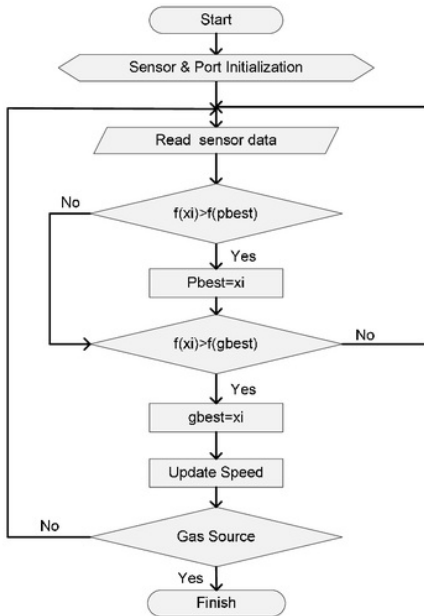 Start
Sensor & Port Initialization
Read sensor data
No
f(xi)>f(pbest)
Yes
Pbest=xi
f(xi)>f(gbest)
No
Yes
gbest=xi
Update Speed
No
Gas Source
Yes
Finish